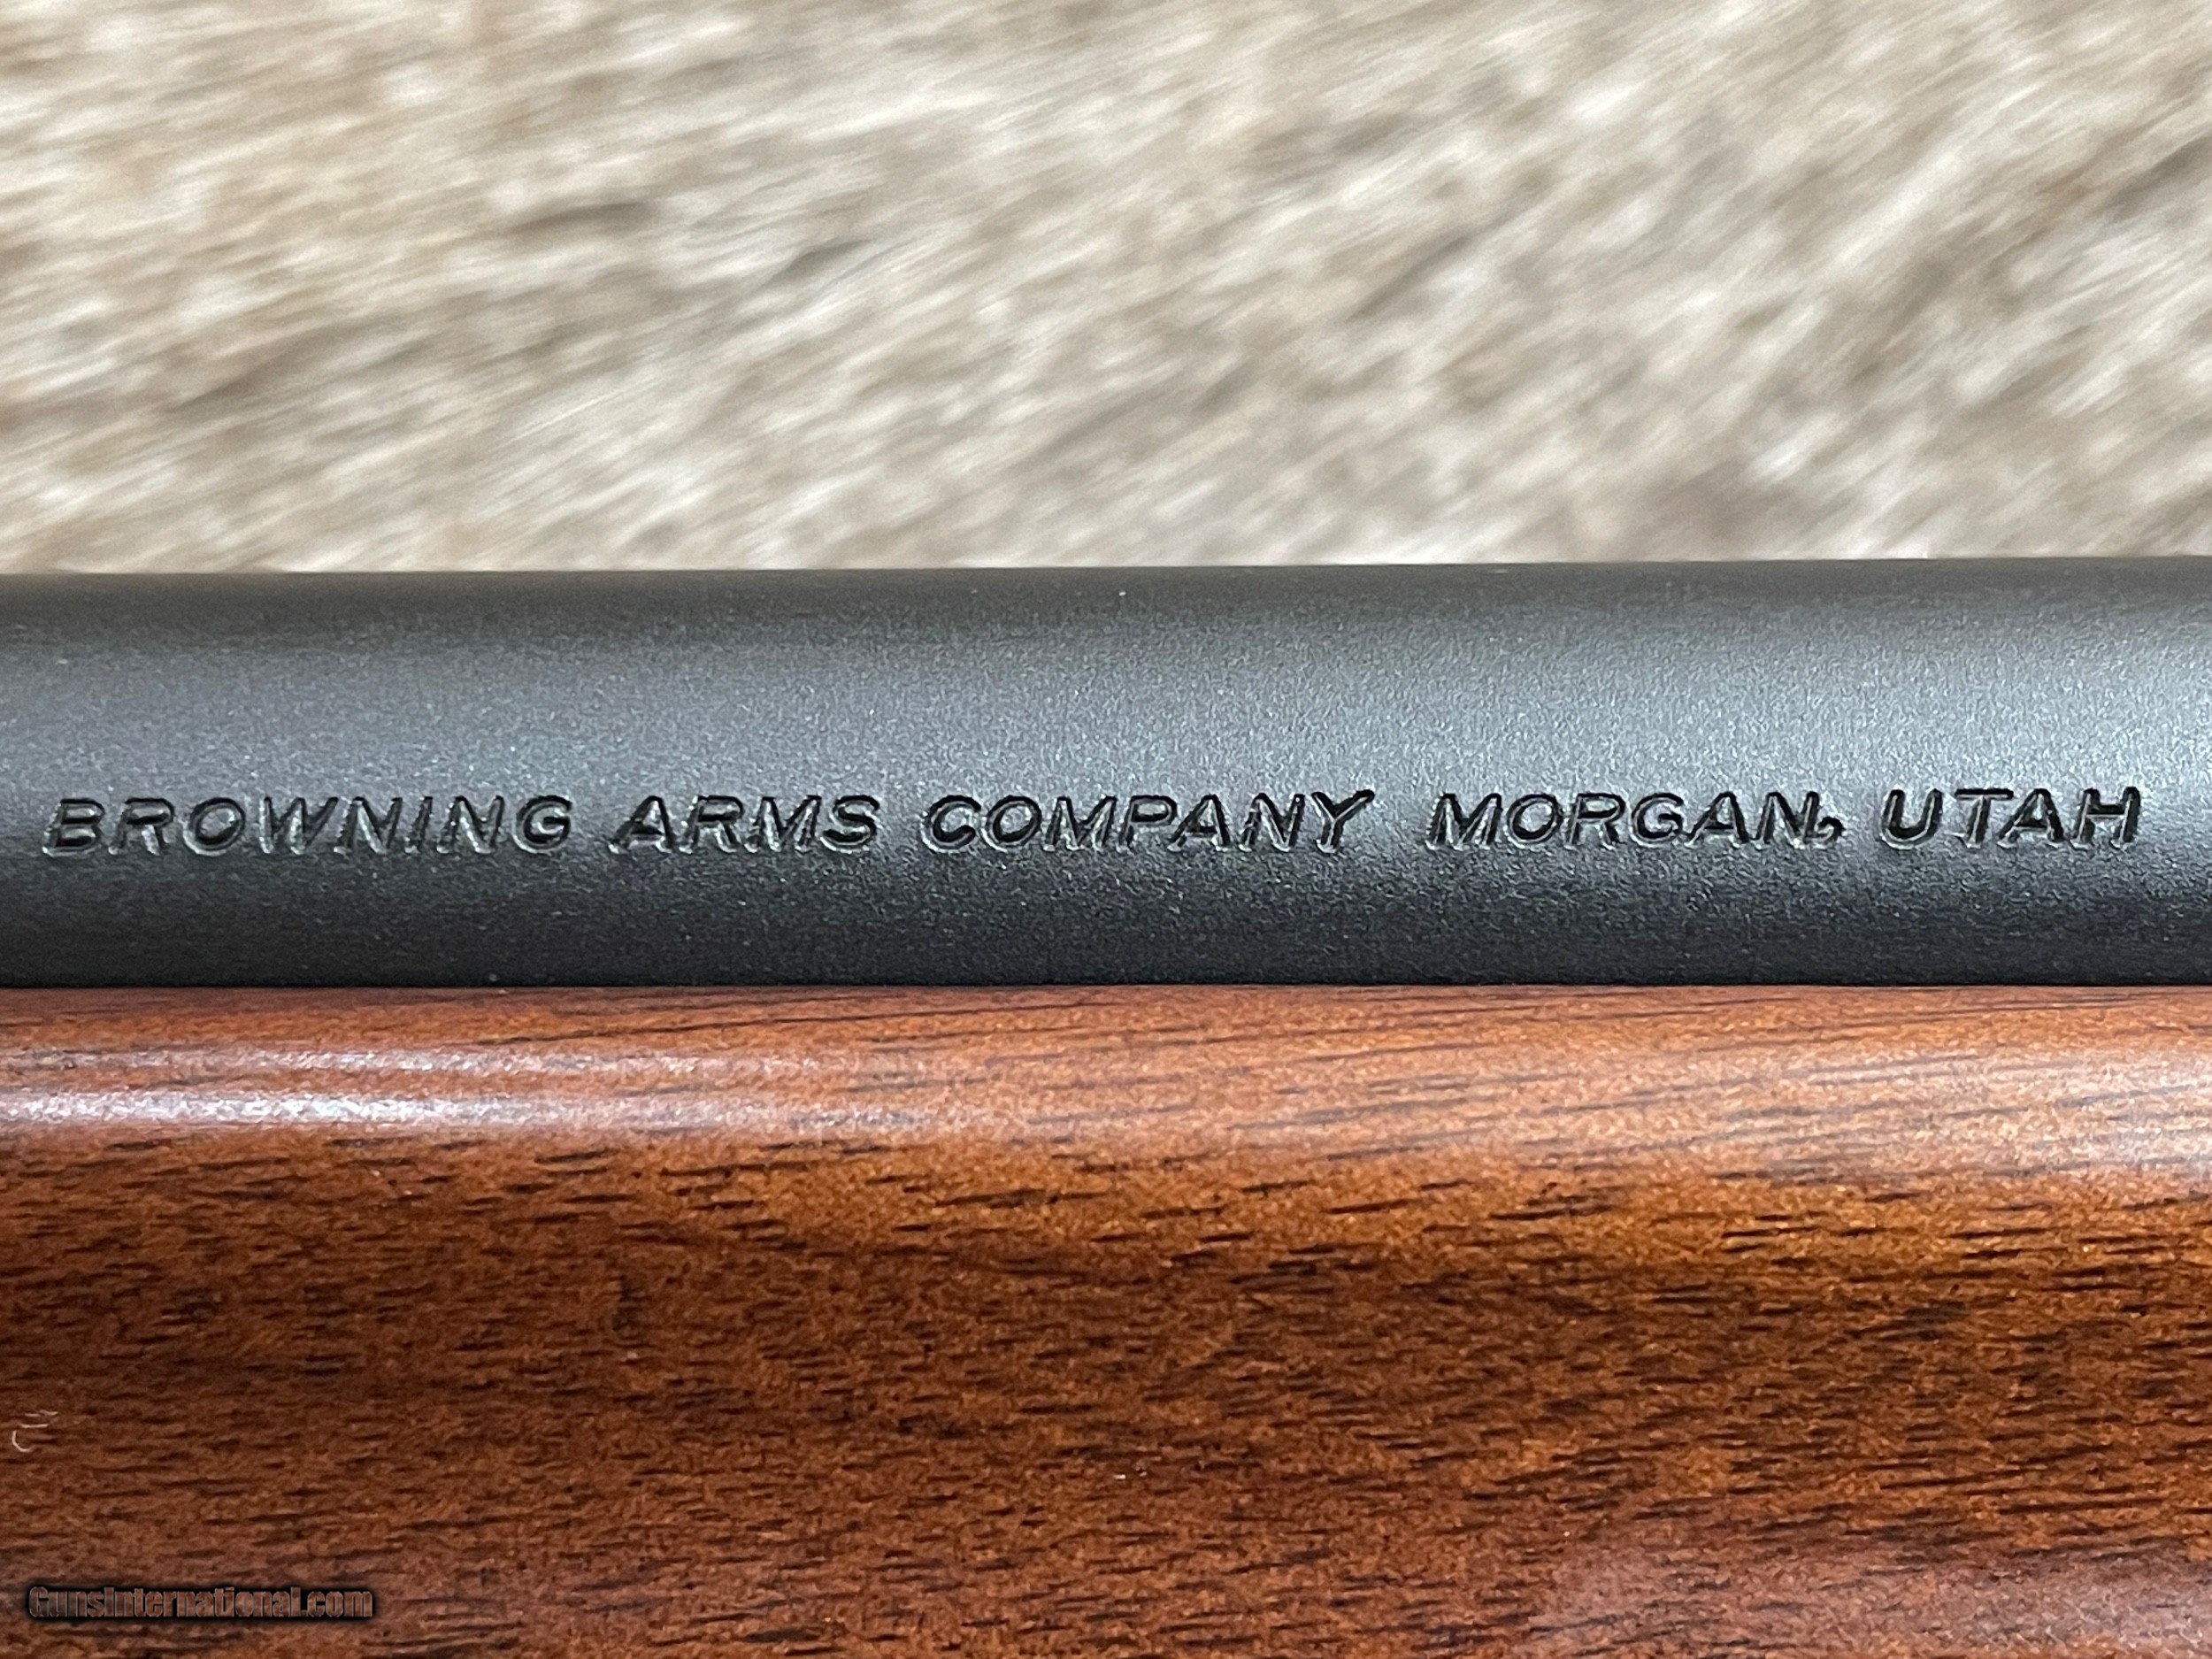 BROWNING ARMS COMPANY MORGAN, UTAH
GunsInternational.com